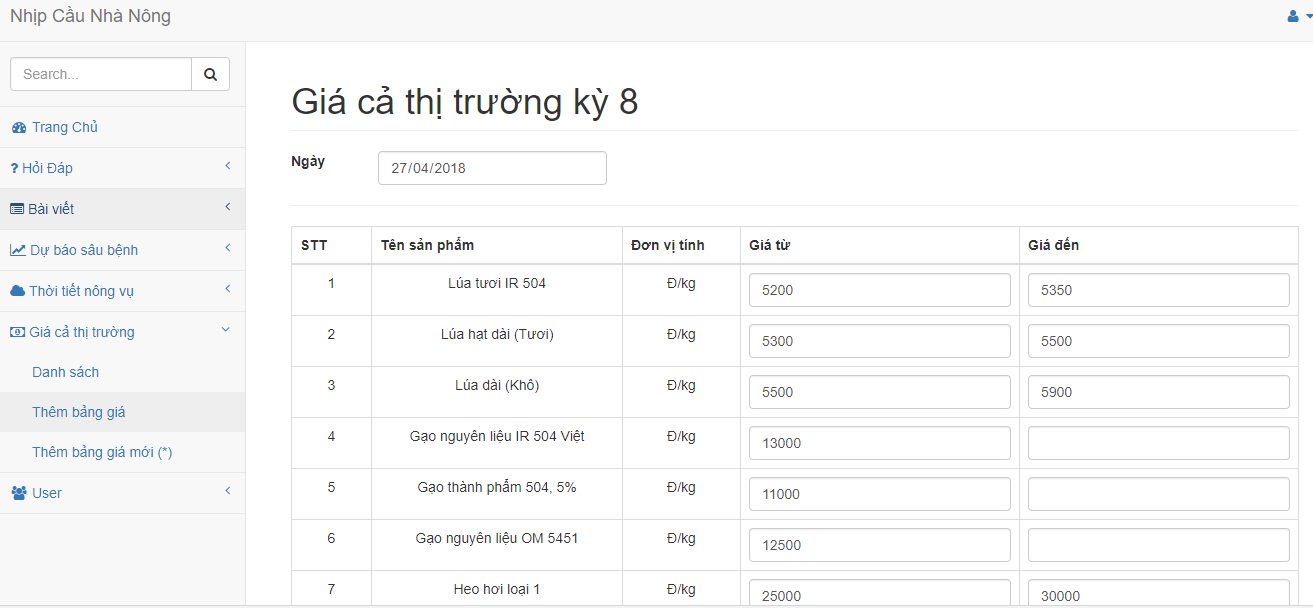 Nhịp Cầu Nhà Nông
Search...
Trang Chủ
? Hỏi Đáp
Bài viết
Dự báo sâu bệnh
Thời tiết nông vụ
Giá cả thị trường
Danh sách
Thêm bảng giá
Thêm bảng giá mới (*)
User
Giá cả thị trường kỳ 8
Ngày 27/04/2018
STT Tên sản phẩm Đơn vị tính Giá từ Giá đến
1 Lúa tươi IR 504 Đ/kg 5200 5350
2 Lúa hạt dài (Tươi) Đ/kg 5300 5500
3 Lúa dài (Khô) Đ/kg 5500 5900
4 Gạo nguyên liệu IR 504 Việt Đ/kg 13000
5 Gạo thành phẩm 504, 5% Đ/kg 11000
6 Gạo nguyên liệu OM 5451 Đ/kg 12500
7 Heo hơi loại 1 Đ/kg 25000 30000